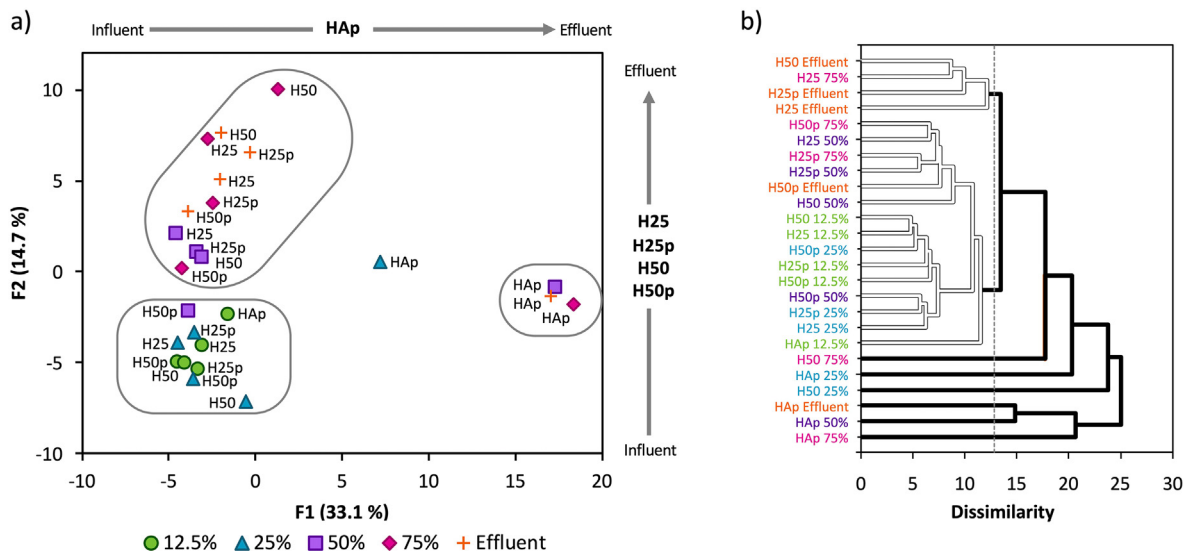 a)
Influent HAp Effluent
10
5
0
-5
-10
F2 (14.7 %)
H50
H50
H25
H25p
H25
H25p
H50p
H25
H25p
H50
H50p
HAp
HAp
HAp
HAp
H50p
HAp
H25p
H25
H25
H50p
H50
H25p
H50p
H50
-10 -5 0 5 10 15 20
F1 (33.1 %)
12.5% 25% 50% 75% Effluent
Effluent
H25
H25p
H50
H50p
Influent
b)
H50 Effluent
H25 75%
H25p Effluent
H25 Effluent
H50p 75%
H25 50%
H25p 75%
H25p 50%
H50p Effluent
H50 50%
H50 12.5%
H25 12.5%
H50p 25%
H25p 12.5%
H50p 12.5%
H50p 50%
H25p 25%
H25 25%
HAp 12.5%
H50 75%
HAp 25%
H50 25%
HAp Effluent
HAp 50%
HAp 75%
0 5 10 15 20 25 30
Dissimilarity